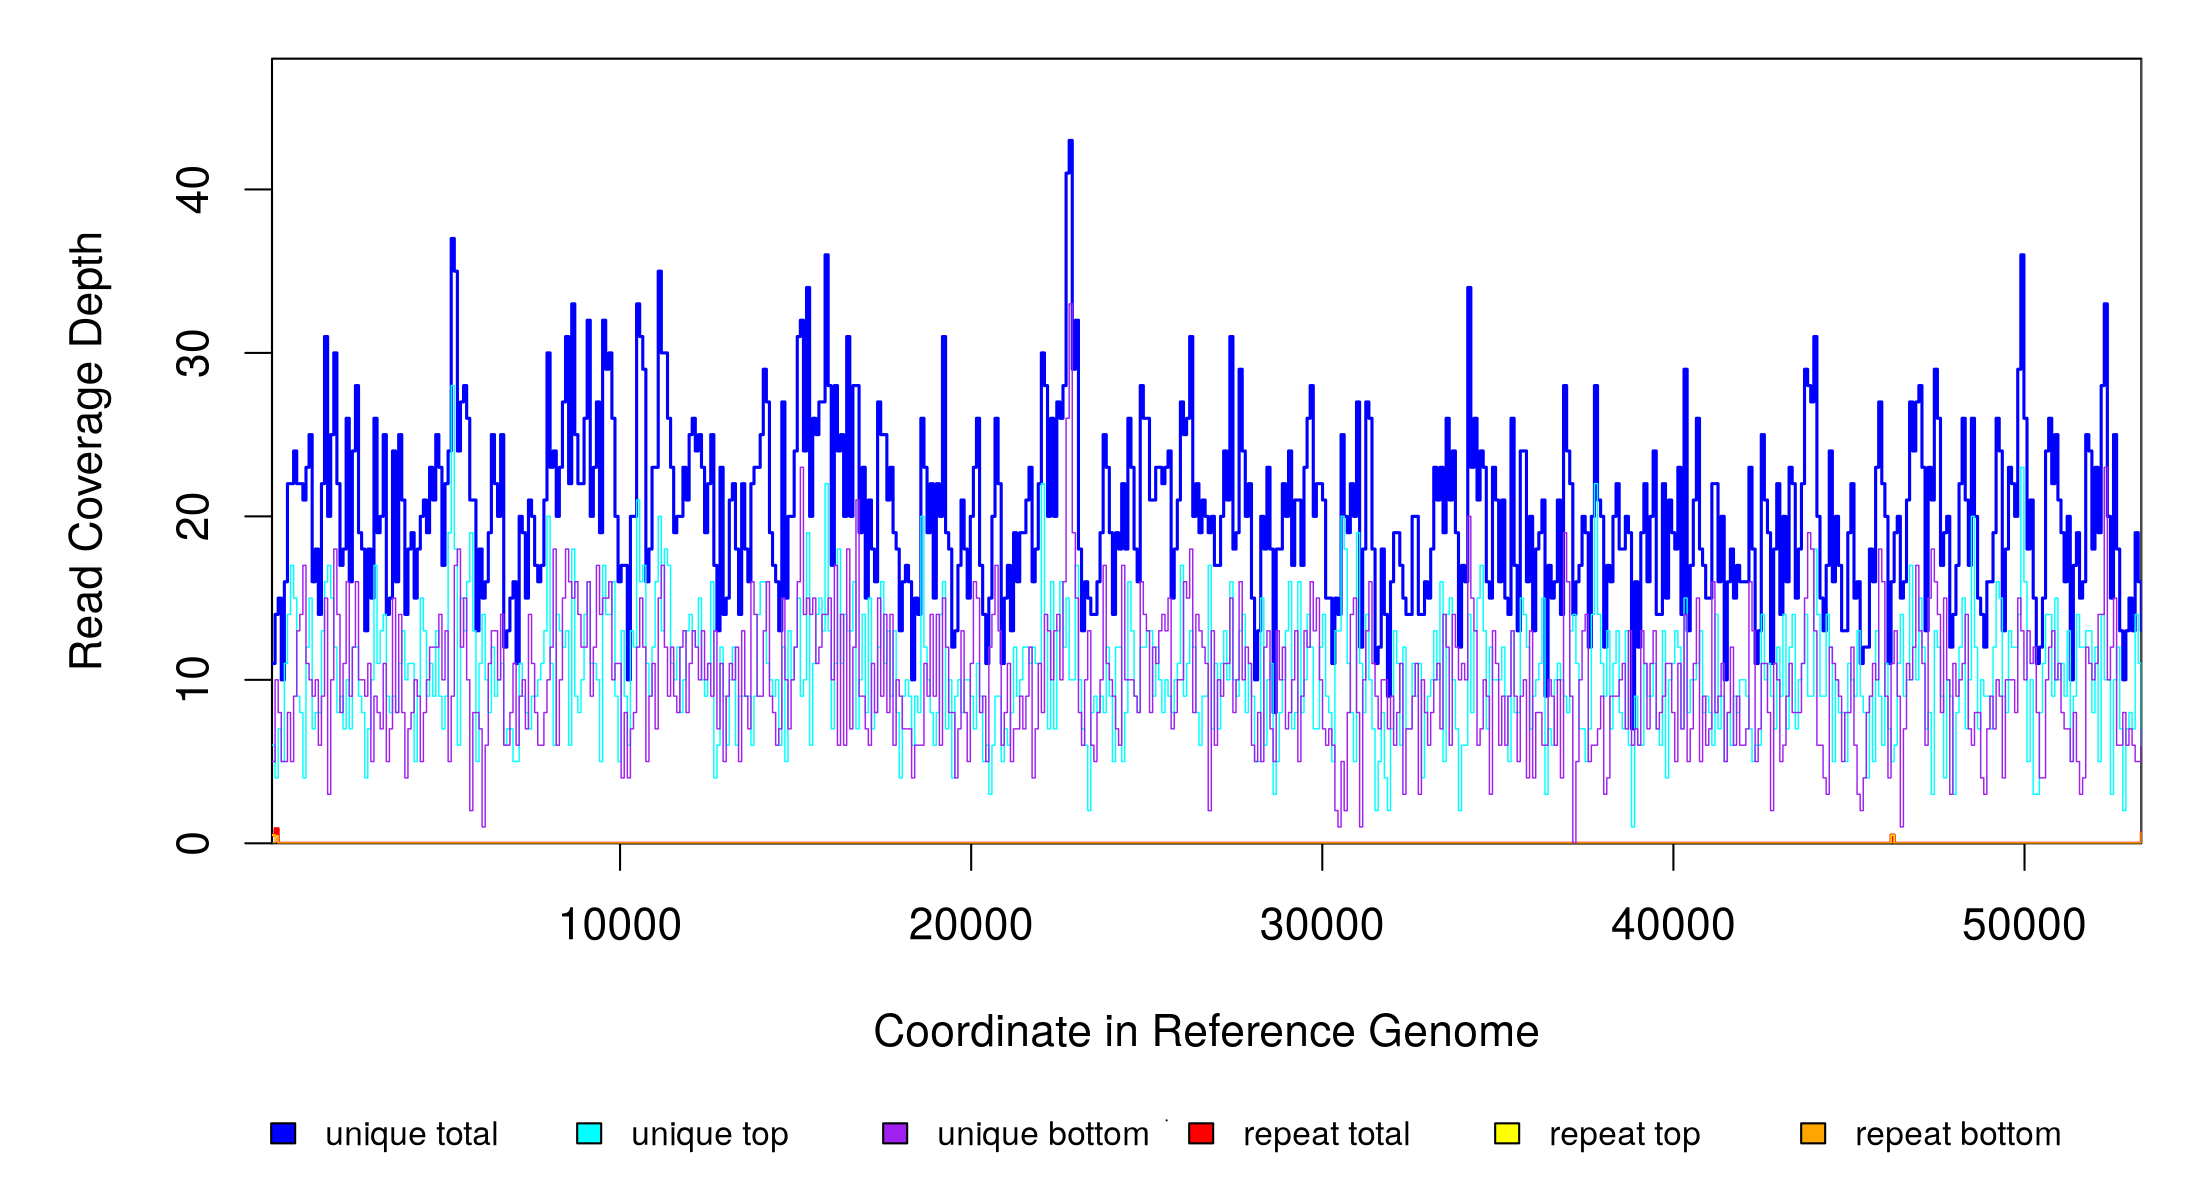 Read Coverage Depth
40
30
20
10
0
10000 20000 30000 40000 50000
Coordinate in Reference Genome
unique total unique top unique bottom repeat total repeat top repeat bottom